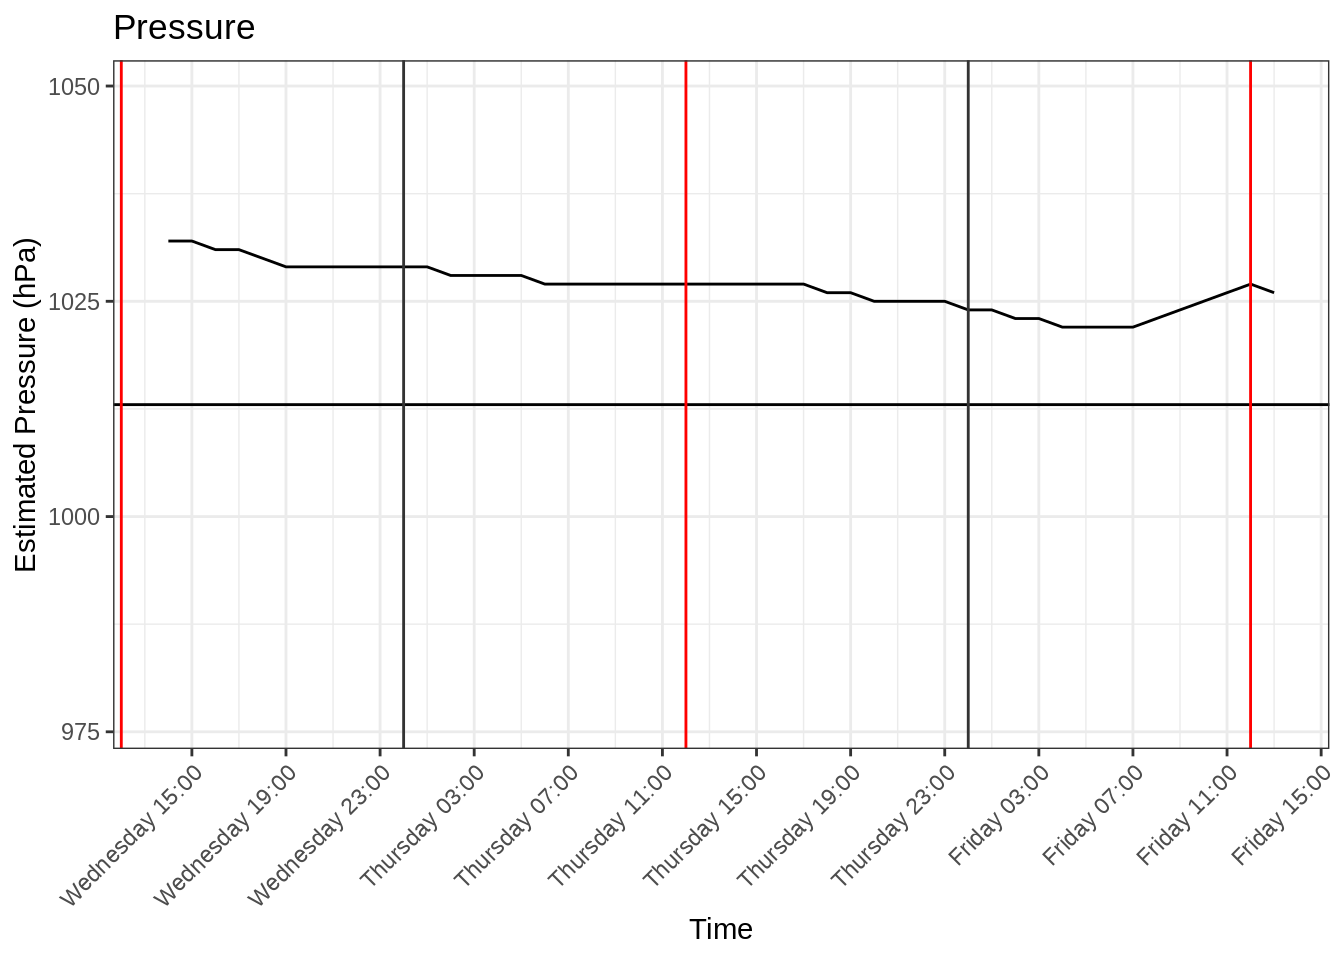 Pressure
Estimated Pressure (hPa)
1050
1025
1000
975
Wednesday 15:00
Wednesday 19:00
Wednesday 23:00
Thursday 03:00
Thursday 07:00
Thursday 11:00
Thursday 15:00
Thursday 19:00
Thursday 23:00
Friday 03:00
Friday 07:00
Friday 11:00
Friday 15:00
Time